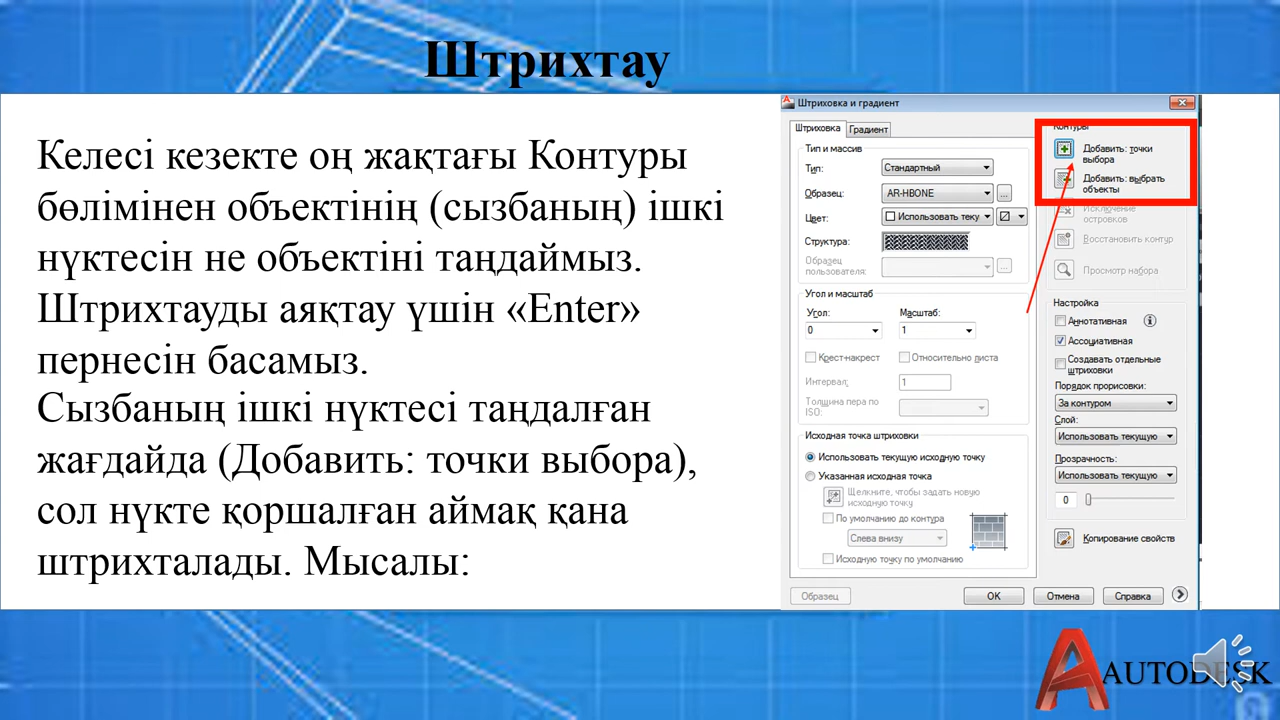 Штрихтау
Келесі кезекте оң жақтағы Контуры
бөлімінен объектінің (сызбаның) ішкі
нүктесін не объектіні таңдаймыз.
Штрихтауды аяқтау үшін «Enter»
пернесін басамыз.
Сызбаның ішкі нүктесі таңдалған
жағдайда (Добавить: точки выбора),
сол нүкте қоршалған аймақ қана
штрихталады. Мысалы:
Штриховка и градиент
Штриховка
Градиент
Тип и массив
Тип:
Стандартный
Образец:
AR-HBONE
...
Цвет:
Использовать теку
Структура:
Образец
пользователя:
...
Угол и масштаб
Угол:
Масштаб:
0
1
Крест-накрест
Относительно листа
Интервал:
1
Толщина пера по
ISO:
Исходная точка штриховки
Использовать текущую исходную точку
Указанная исходная точка
Щелкните, чтобы задать новую
исходную точку
По умолчанию до контура
Слева внизу
Исходную точку по умолчанию
Контуры
Добавить: точки
выбора
Добавить: выбрать
объекты
Исключение
островков
Восстановить контур
Просмотр набора
Настройка
Аннотативная
Ассоциативная
Создавать отдельные
штриховки
Порядок прорисовки:
За контуром
Слой:
Использовать текущую
Прозрачность:
Использовать текущую
0
Копирование свойств
Образец
OK
Отмена
Справка
AUTODESK